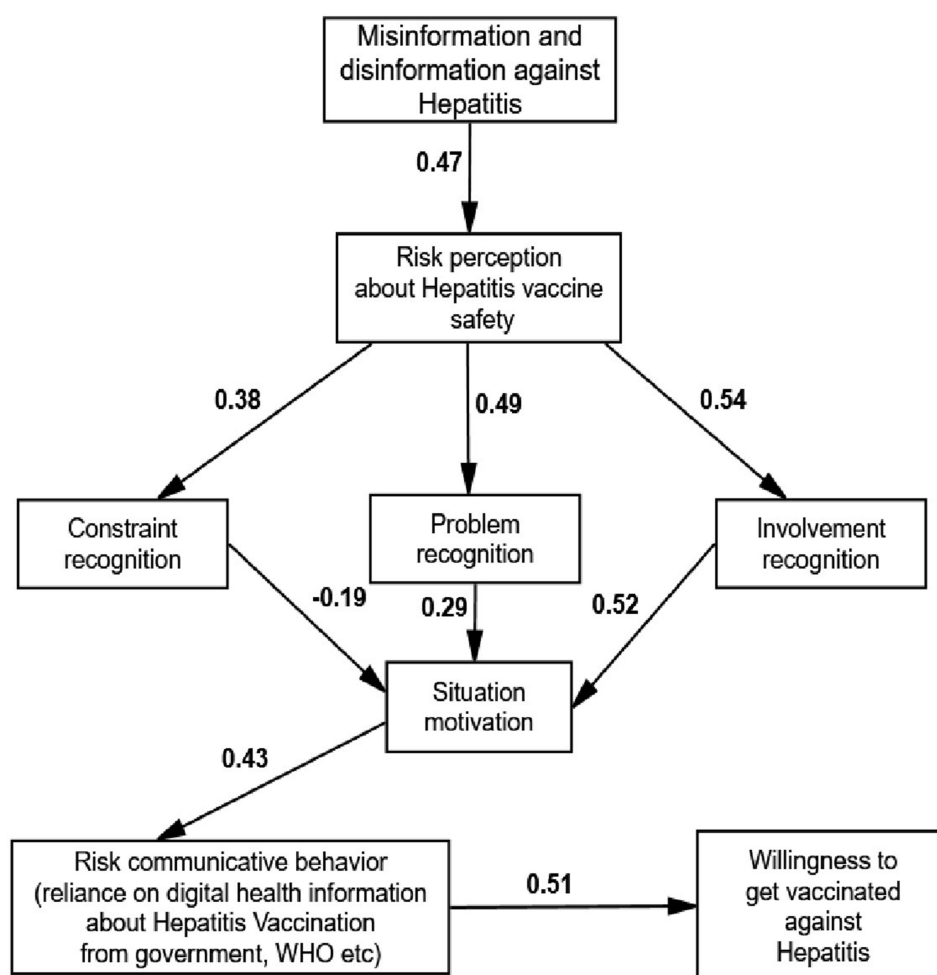 Misinformation and
disinformation against
Hepatitis
0.47
Risk perception
about Hepatitis vaccine
safety
0.38
0.49
0.54
Constraint
recognition
Problem
recognition
Involvement
recognition
-0.19
0.29
0.52
Situation
motivation
0.43
Risk communicative behavior
(reliance on digital health information
about Hepatitis Vaccination
from government, WHO etc)
0.51
Willingness to
get vaccinated
against
Hepatitis